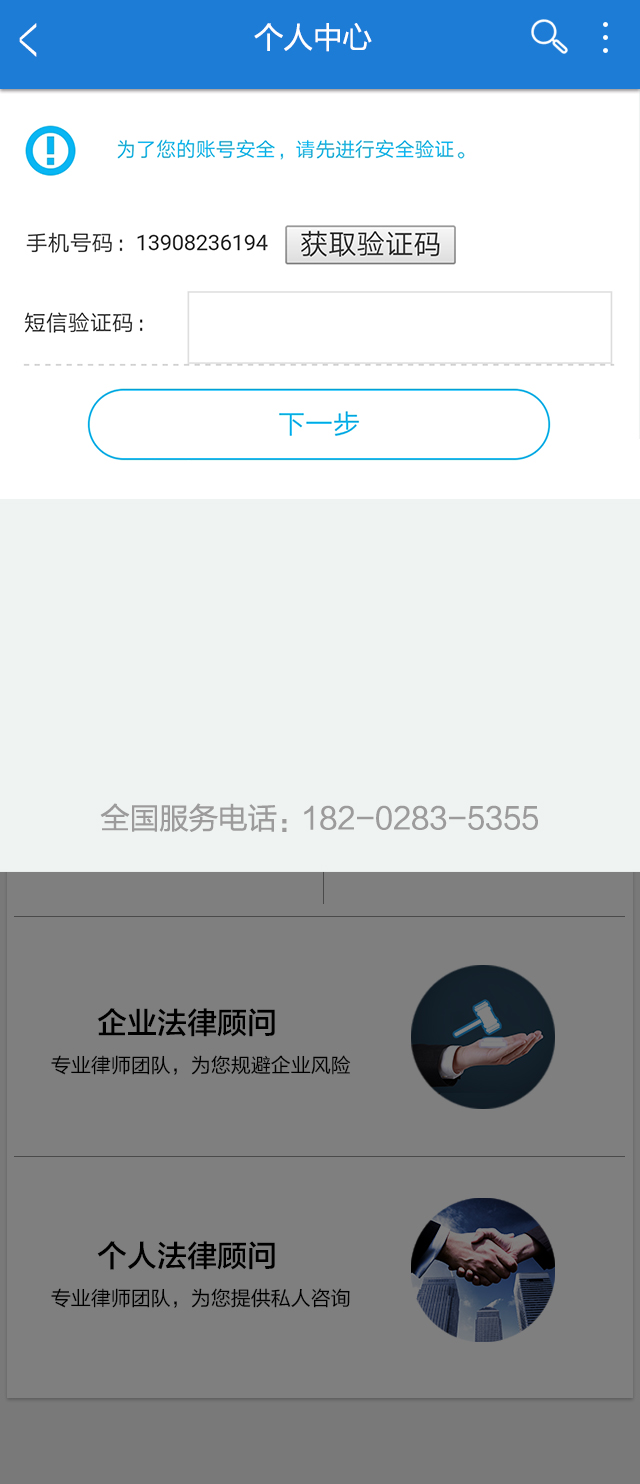 个人中心
为了您的账号安全，请先进行安全验证。
手机号码：13908236194 获取验证码
短信验证码：
下一步
全国服务电话：182-0283-5355
企业法律顾问
专业律师团队，为您规避企业风险
个人法律顾问
专业律师团队，为您提供私人咨询